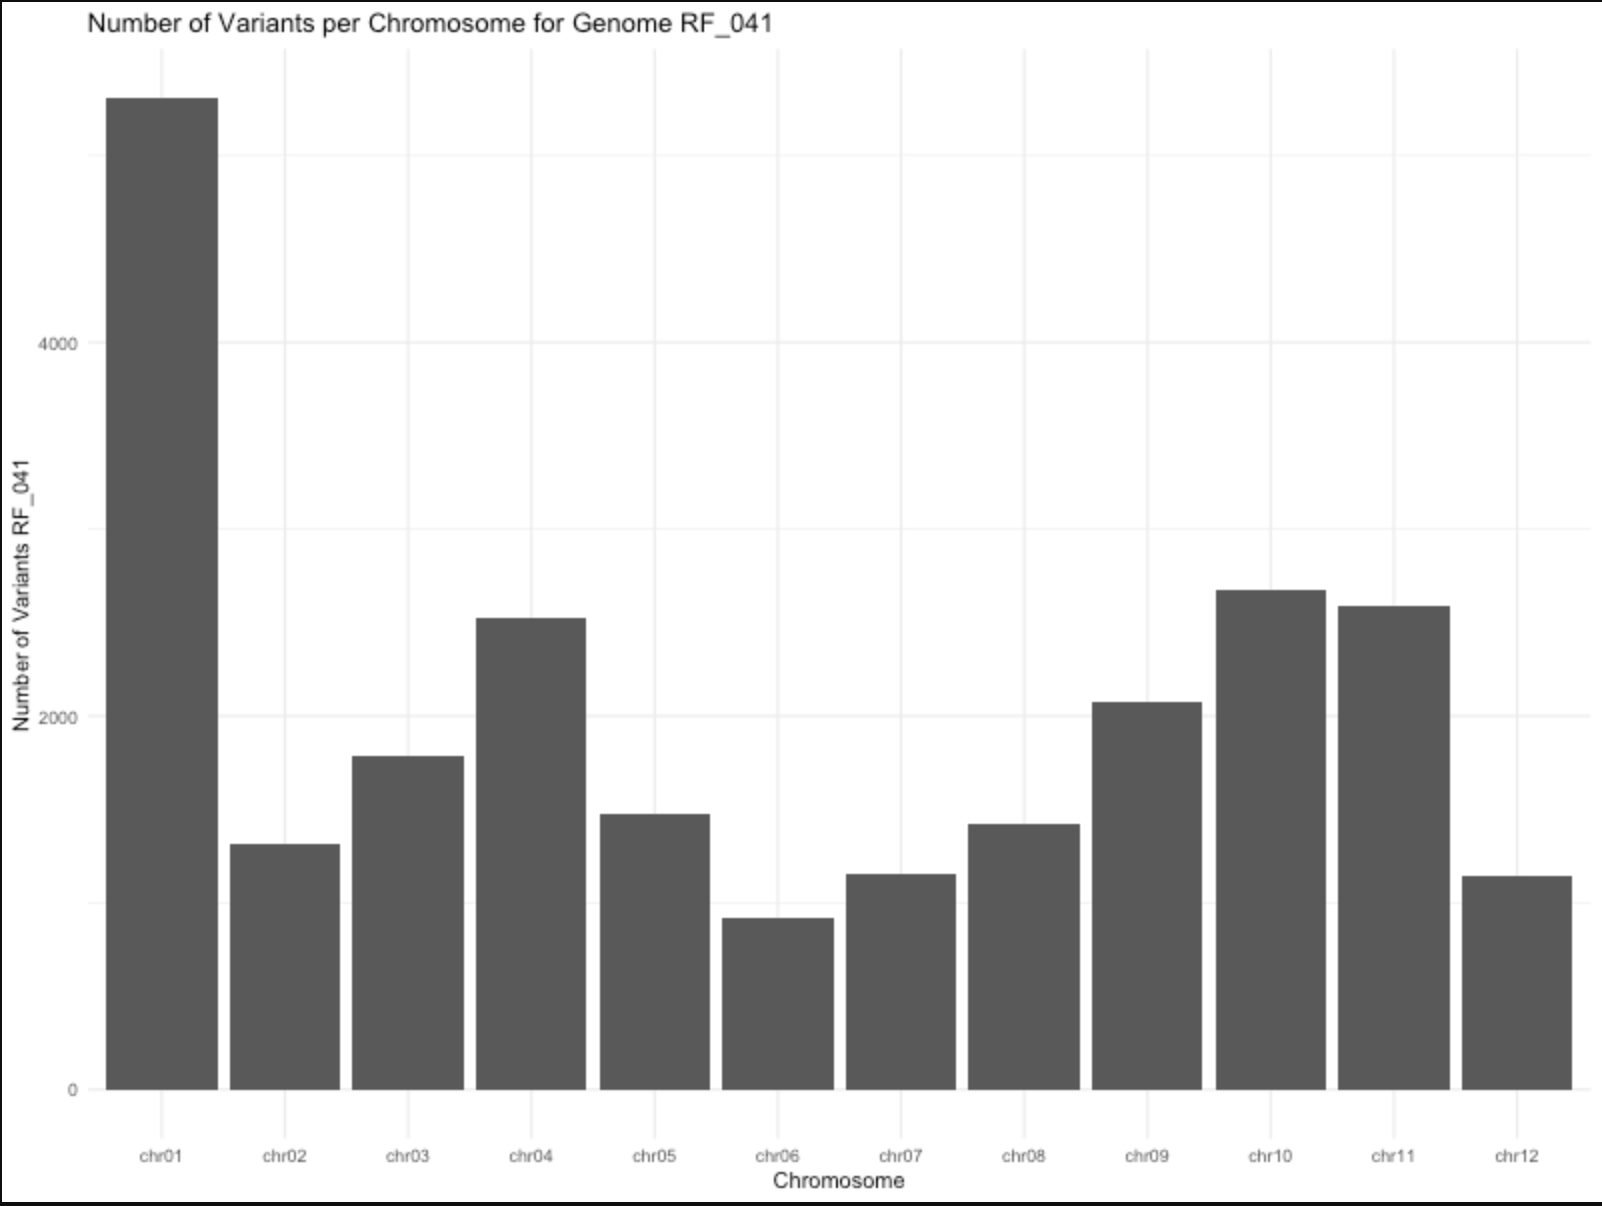 Number of Variants per Chromosome for Genome RF_041
Number of Variants RF_041
4000
2000
0
chr01 chr02 chr03 chr04 chr05 chr06 chr07 chr08 chr09 chr10 chr11 chr12
Chromosome